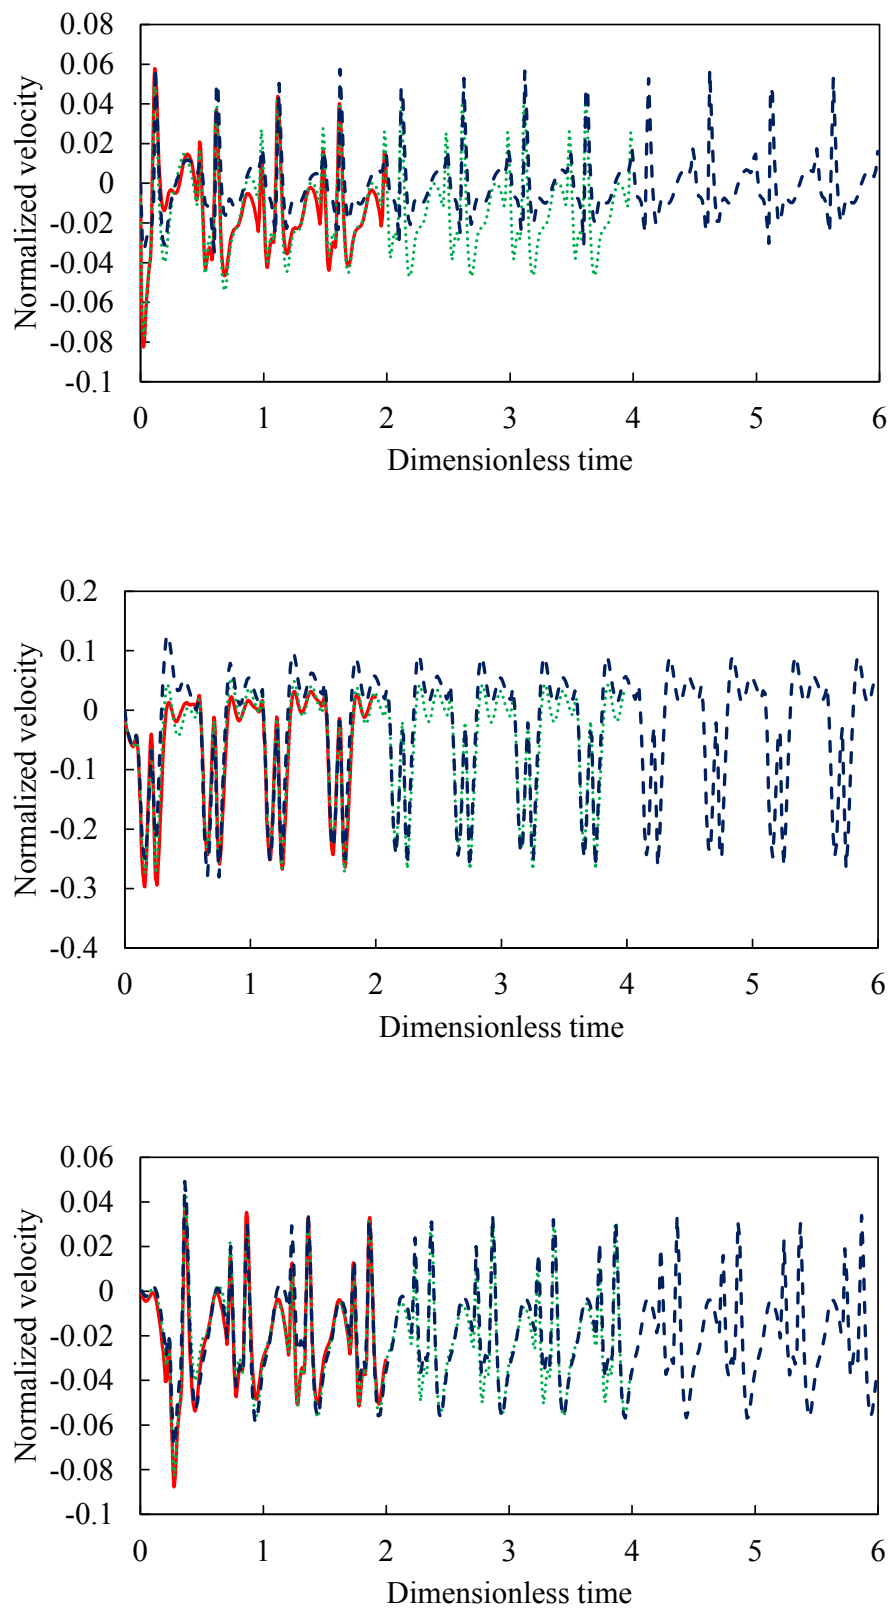 0.08
0.06
0.04
0.02
0
-0.02
-0.04
-0.06
-0.08
-0.1
Normalized velocity
0 1 2 3 4 5 6
Dimensionless time
0.2
0.1
0
-0.1
-0.2
-0.3
-0.4
Normalized velocity
0 1 2 3 4 5 6
Dimensionless time
0.06
0.04
0.02
0
-0.02
-0.04
-0.06
-0.08
-0.1
Normalized velocity
0 1 2 3 4 5 6
Dimensionless time